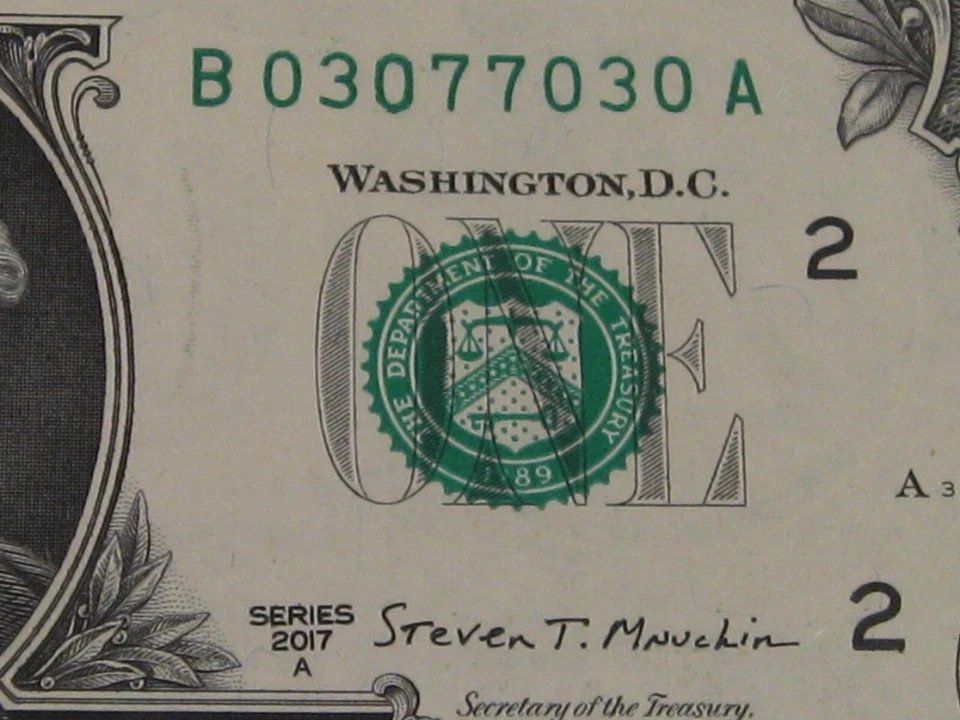 B 03077030 A
WASHINGTON, D.C.
2
ONE
THE DEPARTMENT OF THE TREASURY
1789
A 3
SERIES
2017
A
Steven T. Mnuchin
2
Secretary of the Treasury.